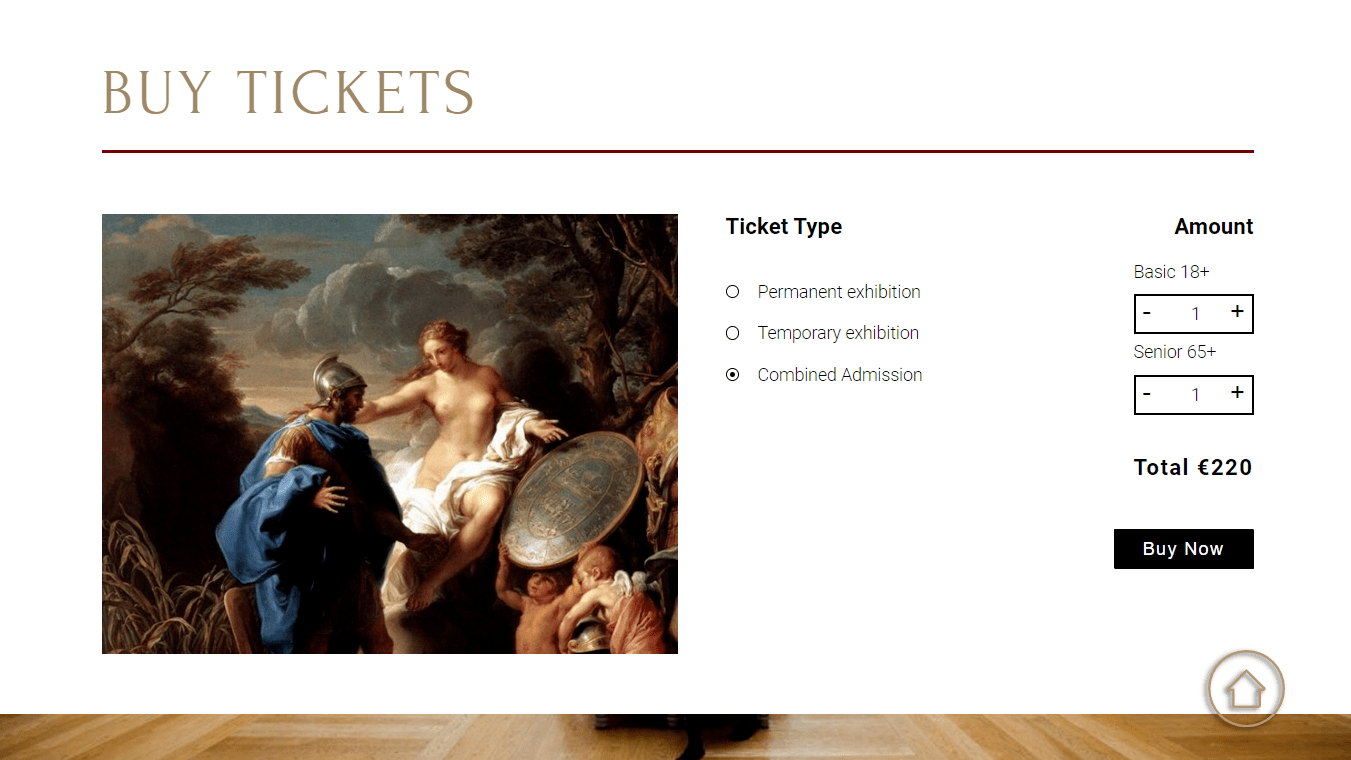 BUY TICKETS
Ticket Type
Amount
Permanent exhibition
Temporary exhibition
Combined Admission
Basic 18+
- 1 +
Senior 65+
- 1 +
Total €220
Buy Now